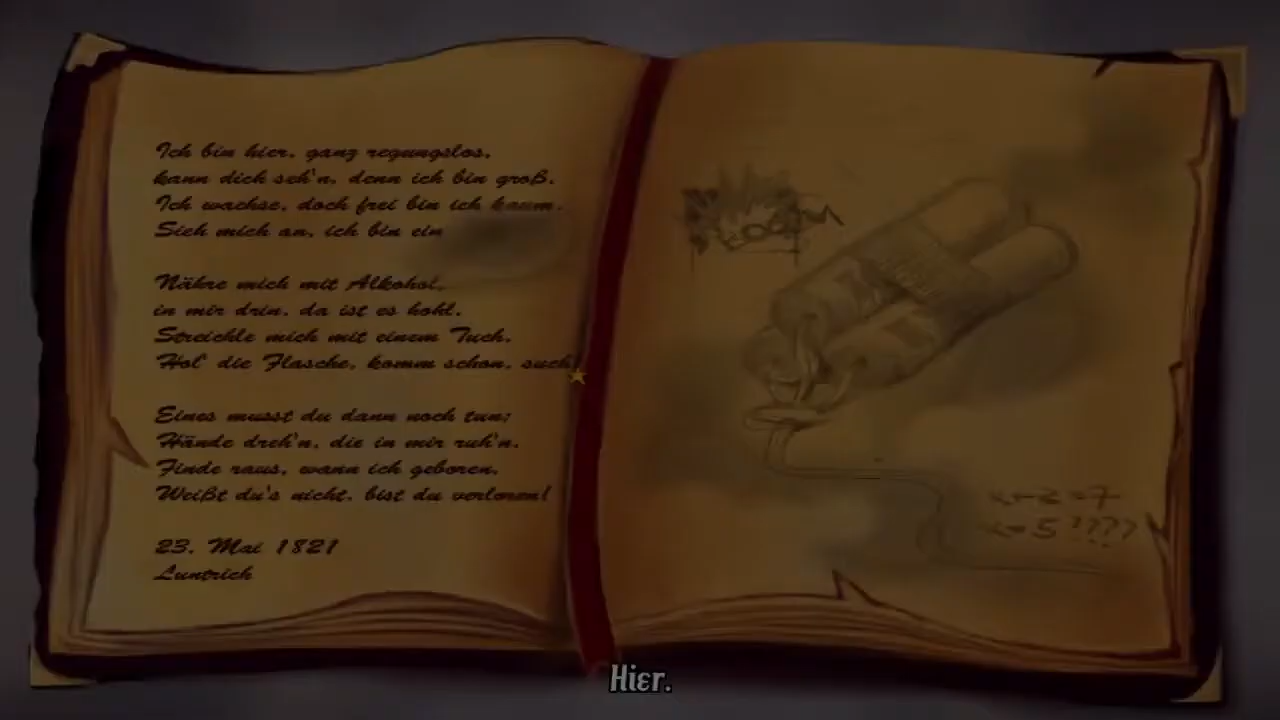 Ich bin hier, ganz regungslos,
kann dich seh'n, denn ich bin groß.
Ich wachse, doch frei bin ich kaum.
Sieh mich an, ich bin ein

Nähre mich mit Alkohol,
in mir drin, da ist es hohl.
Streichle mich mit einem Tuch.
Hol' die Flasche, komm schon, such!

Eines musst du dann noch tun:
Hände dreh'n, die in mir ruh'n.
Finde raus, wann ich geboren.
Weißt du's nicht, bist du verloren!

23. Mai 1821
Luntrich
x+2=7
x=5????
Hier.